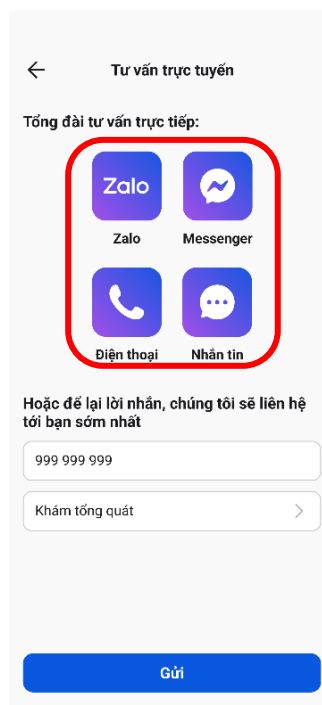 Tư vấn trực tuyến
Tổng đài tư vấn trực tiếp:
Zalo
Zalo
Messenger
Điện thoại
Nhắn tin
Hoặc để lại lời nhắn, chúng tôi sẽ liên hệ
tới bạn sớm nhất
999 999 999
Khám tổng quát
Gửi